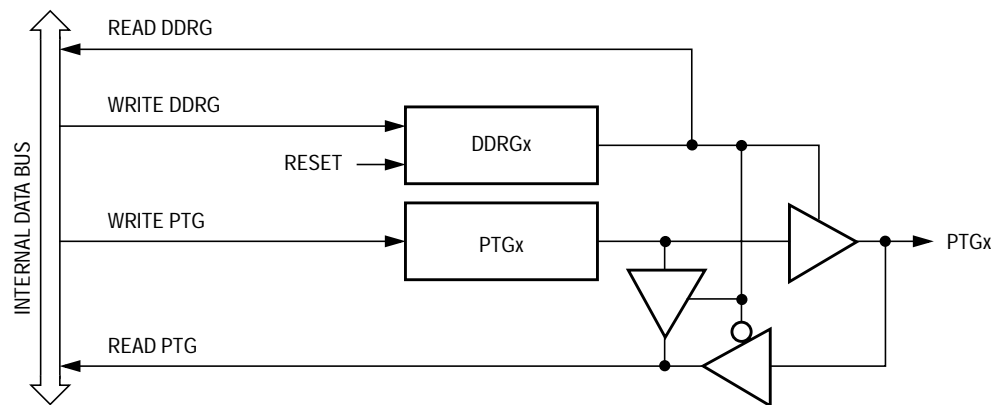 READ DDRG
WRITE DDRG
DDRGx
RESET
WRITE PTG
PTGx
PTGx
INTERNAL DATA BUS
READ PTG